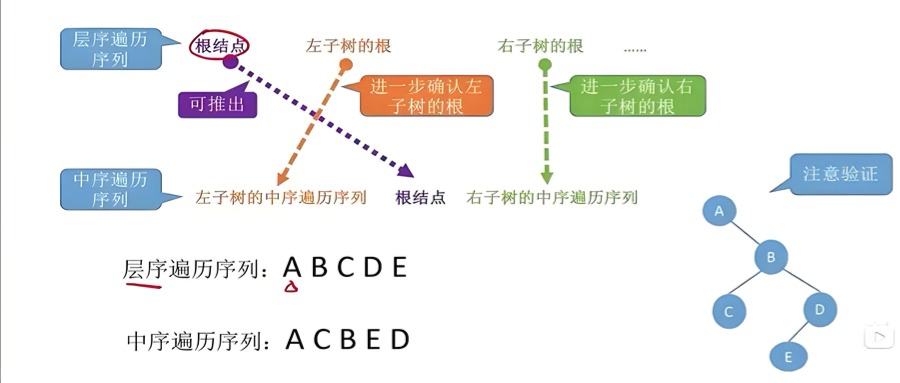 层序遍历
序列
根结点
左子树的根
右子树的根
……
可推出
进一步确认左
子树的根
进一步确认右
子树的根
中序遍历
序列
左子树的中序遍历序列 根结点 右子树的中序遍历序列
注意验证
层序遍历序列：A B C D E
中序遍历序列：A C B E D
A
B
C
D
E